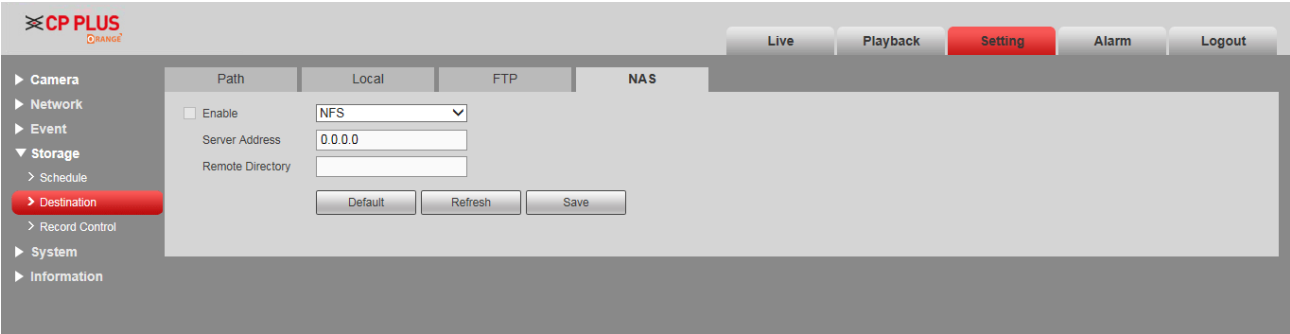 CP PLUS
ORANGE
Live Playback Setting Alarm Logout
Camera
Network
Event
Storage
Schedule
Destination
Record Control
System
Information
Path Local FTP NAS
Enable NFS
Server Address 0.0.0.0
Remote Directory
Default Refresh Save